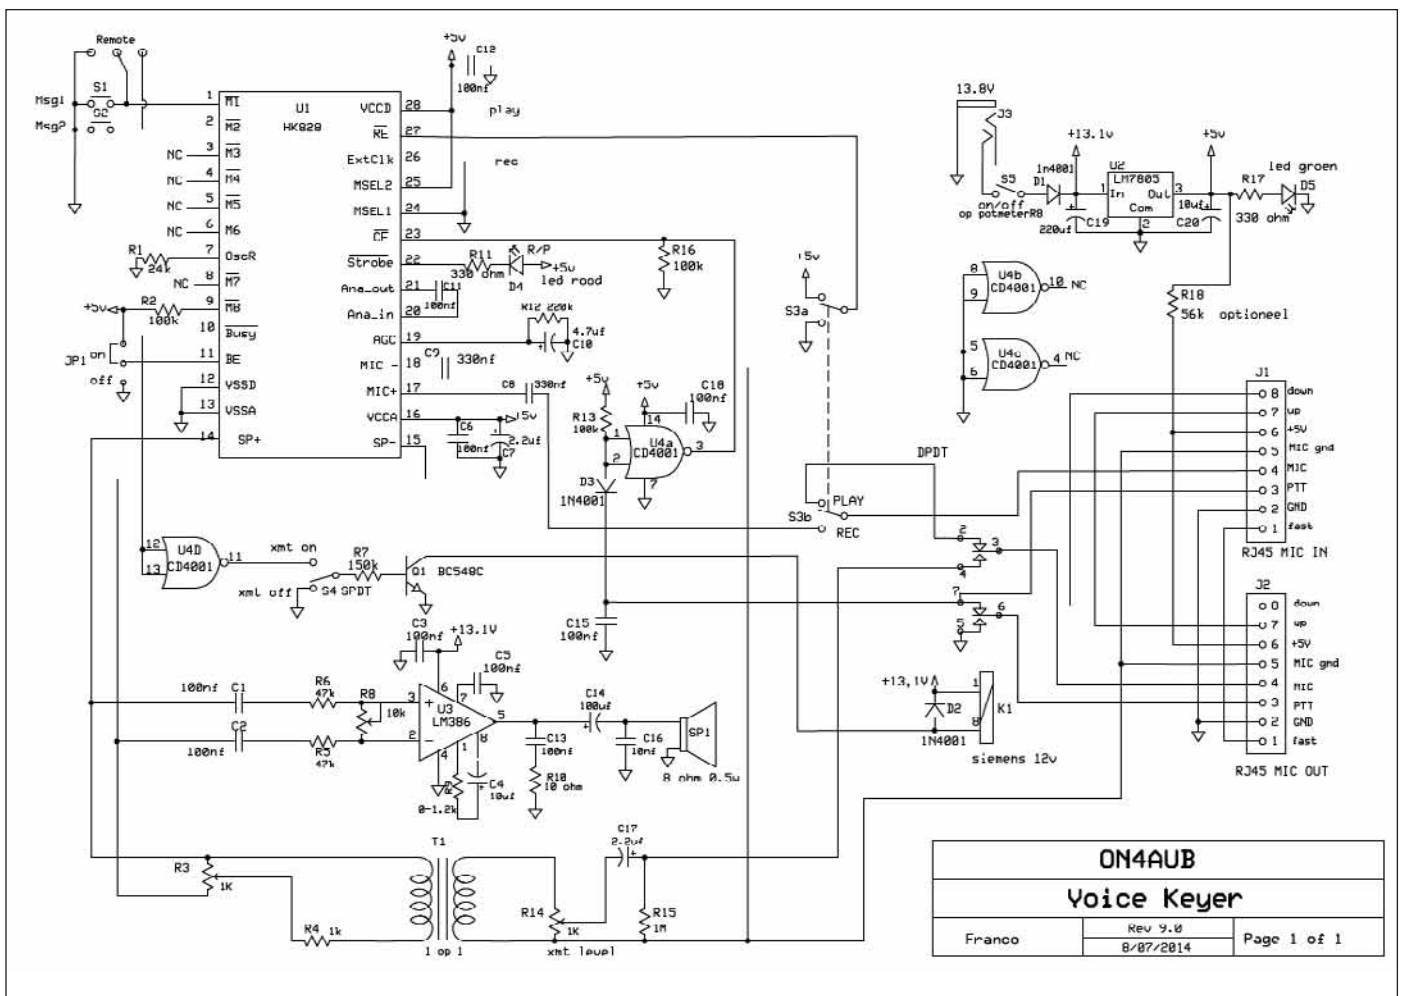 Remote
S1
Msg1
S2
Msg2
1
2
NC 3
NC 4
NC 5
NC 6
R1
24k
7
NC 8
+5v
R2
100k
9
10
JP1
on
off
11
12
13
14
U1
HK828
M1
M2
M3
M4
M5
M6
OscR
M7
M8
Busy
BE
VSSD
VSSA
SP+
VCCD
RE
ExtClk
MSEL2
MSEL1
CE
Strobe
Ana_out
Ana_in
AGC
MIC -
MIC+
VCCA
SP-
28
27
26
25
24
23
22
21
20
19
18
17
16
15
+5v
C12
100nf
play
rec
R11
330 ohm
D4
R/P
+5v
led rood
C11
100nf
R12 220k
4.7uf
C10
C9
330nf
C8
330nf
+5v
C6
100nf
2.2uf
C7
R16
100k
+5v
R13
100k
+5v
C18
100nf
14
1
2
U4a
CD4001
3
7
D3
1N4001
+5v
S3a
S3b
PLAY
REC
DPDT
13.8V
J3
S5
on/off
op potmeterR8
1n4001
D1
+13.1v
U2
LM7805
1 In
Out 3
Com
2
C19
220uf
+5v
10uf
C20
R17
330 ohm
led groen
D5
8
9
U4b
CD4001
10 NC
5
6
U4c
CD4001
4 NC
R18
56k optioneel
J1
8 down
7 up
6 +5V
5 MIC gnd
4 MIC
3 PTT
2 GND
1 fast
RJ45 MIC IN
J2
down
7 up
6 +5V
5 MIC gnd
4 MIC
3 PTT
2 GND
1 fast
RJ45 MIC OUT
2
3
4
7
6
5
12
13
U4D
CD4001
11
xmt on
xmt off
S4 SPDT
R7
150k
Q1
BC548C
C15
100nf
C3
100nf
+13.1V
C5
100nf
100nf C1
R6
47k
R8
10k
C2
100nf
R5
47k
3
2
6
7
U3
LM386
5
8
1
4
0-1.2k
C4
10uf
C14
100uf
C13
100nf
R10
10 ohm
C16
10nf
SP1
8 ohm 0.5w
+13,1V
D2
1N4001
1
8
K1
siemens 12v
T1
1 op 1
R3
1K
R4 1k
R14
1K
xmt level
C17
2.2uf
R15
1M
ON4AUB
Voice Keyer
Franco
Rev 9.0
8/07/2014
Page 1 of 1